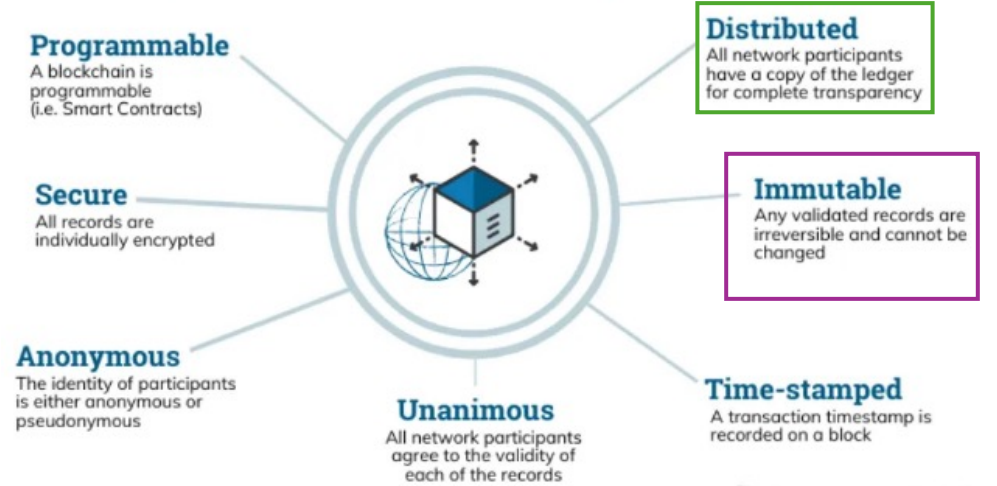 Programmable
A blockchain is
programmable
(i.e. Smart Contracts)
Distributed
All network participants
have a copy of the ledger
for complete transparency
Secure
All records are
individually encrypted
Immutable
Any validated records are
irreversible and cannot be
changed
Anonymous
The identity of participants
is either anonymous or
pseudonymous
Unanimous
All network participants
agree to the validity of
each of the records
Time-stamped
A transaction timestamp is
recorded on a block